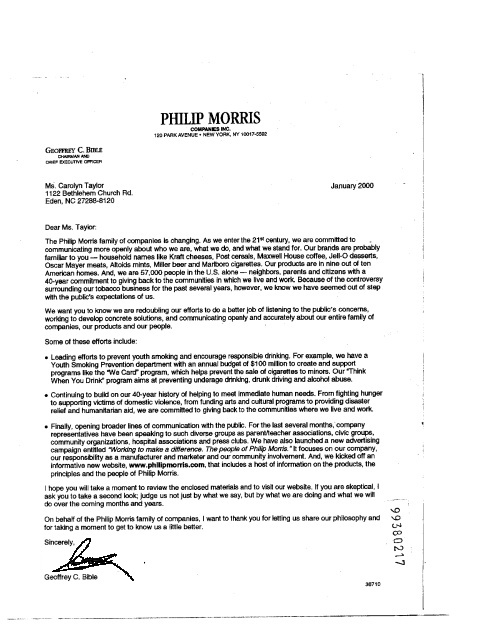 PHILIP MORRIS
COMPANIES INC.
120 PARK AVENUE • NEW YORK, NY 10017-5592
GEOFFREY C. BIBLE
CHAIRMAN AND
CHIEF EXECUTIVE OFFICER
Ms. Carolyn Taylor
January 2000
1122 Bethlehem Church Rd.
Eden, NC 27288-8120
Dear Ms. Taylor:
The Philip Morris family of companies is changing. As we enter the 21st century, we are committed to
communicating more openly about who we are, what we do, and what we stand for. Our brands are probably
familiar to you — household names like Kraft cheeses, Post cereals, Maxwell House coffee, Jell-O desserts,
Oscar Mayer meats, Altoids mints, Miller beer and Marlboro cigarettes. Our products are in nine out of ten
American homes. And, we are 57,000 people in the U.S. alone — neighbors, parents and citizens with a
40-year commitment to giving back to the communities in which we live and work. Because of the controversy
surrounding our tobacco business for the past several years, however, we know we have seemed out of step
with the public's expectations of us.
We want you to know we are redoubling our efforts to do a better job of listening to the public's concerns,
working to develop concrete solutions, and communicating openly and accurately about our entire family of
companies, our products and our people.
Some of these efforts include:
• Leading efforts to prevent youth smoking and encourage responsible drinking. For example, we have a
Youth Smoking Prevention department with an annual budget of $100 million to create and support
programs like the "We Card" program, which helps prevent the sale of cigarettes to minors. Our "Think
When You Drink" program aims at preventing underage drinking, drunk driving and alcohol abuse.
• Continuing to build on our 40-year history of helping to meet immediate human needs. From fighting hunger
to supporting victims of domestic violence, from funding arts and cultural programs to providing disaster
relief and humanitarian aid, we are committed to giving back to the communities where we live and work.
• Finally, opening broader lines of communication with the public. For the last several months, company
representatives have been speaking to such diverse groups as parent/teacher associations, civic groups,
community organizations, hospital associations and press clubs. We have also launched a new advertising
campaign entitled "Working to make a difference. The people of Philip Morris." It focuses on our company,
our responsibility as a manufacturer and marketer and our community involvement. And, we kicked off an
informative new website, www.philipmorris.com, that includes a host of information on the products, the
principles and the people of Philip Morris.
I hope you will take a moment to review the enclosed materials and to visit our website. If you are skeptical, I
ask you to take a second look; judge us not just by what we say, but by what we are doing and what we will
do over the coming months and years.
On behalf of the Philip Morris family of companies, I want to thank you for letting us share our philosophy and
for taking a moment to get to know us a little better.
Sincerely,
Geoffrey C. Bible
36710
99380217